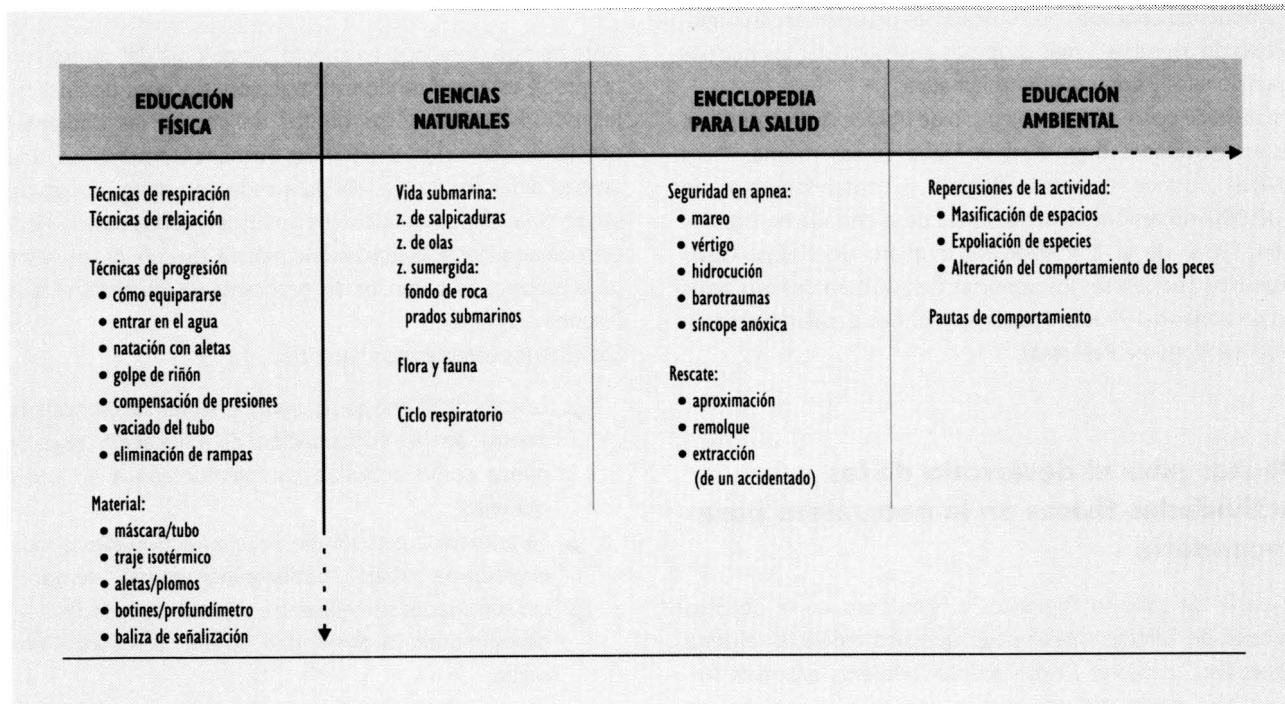 EDUCACIÓN
FÍSICA
CIENCIAS
NATURALES
ENCICLOPEDIA
PARA LA SALUD
EDUCACIÓN
AMBIENTAL
Técnicas de respiración
Técnicas de relajación
Técnicas de progresión
• cómo equipararse
• entrar en el agua
• natación con aletas
• golpe de riñón
• compensación de presiones
• vaciado del tubo
• eliminación de rampas
Material:
• máscara/tubo
• traje isotérmico
• aletas/plomos
• botines/profundímetro
• baliza de señalización
Vida submarina:
z. de salpicaduras
z. de olas
z. sumergida:
fondo de roca
prados submarinos
Flora y fauna
Ciclo respiratorio
Seguridad en apnea:
• mareo
• vértigo
• hidrocución
• barotraumas
• síncope anóxica
Rescate:
• aproximación
• remolque
• extracción
(de un accidentado)
Repercusiones de la actividad:
• Masificación de espacios
• Expoliación de especies
• Alteración del comportamiento de los peces
Pautas de comportamiento